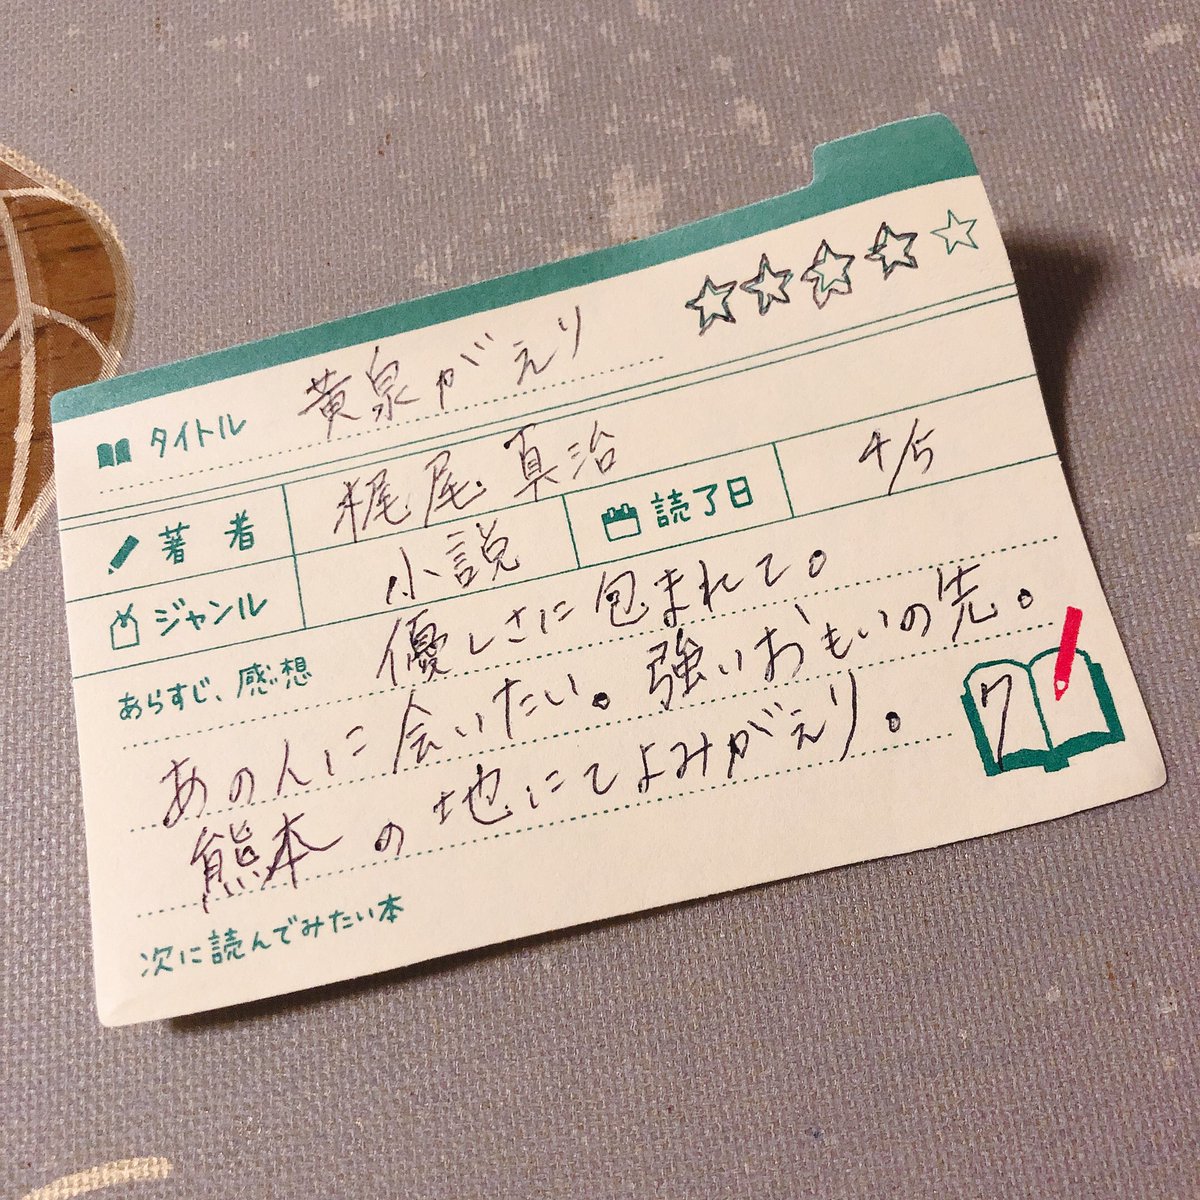 タイトル 黄泉がえり
著者 梶尾真治
ジャンル 小説 読了日 4/5
あらすじ、感想 優しさに包まれて。
あの人に会いたい。強いおもいの先。
熊本の地にてよみがえり。
7
次に読んでみたい本